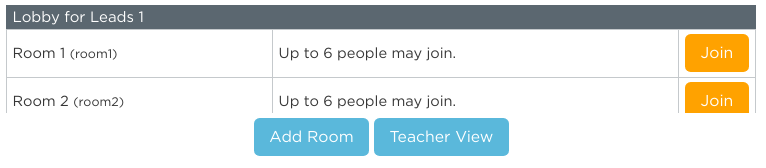 Lobby for Leads 1
Room 1 (room1) Up to 6 people may join. Join
Room 2 (room2) Up to 6 people may join. Join
Add Room Teacher View